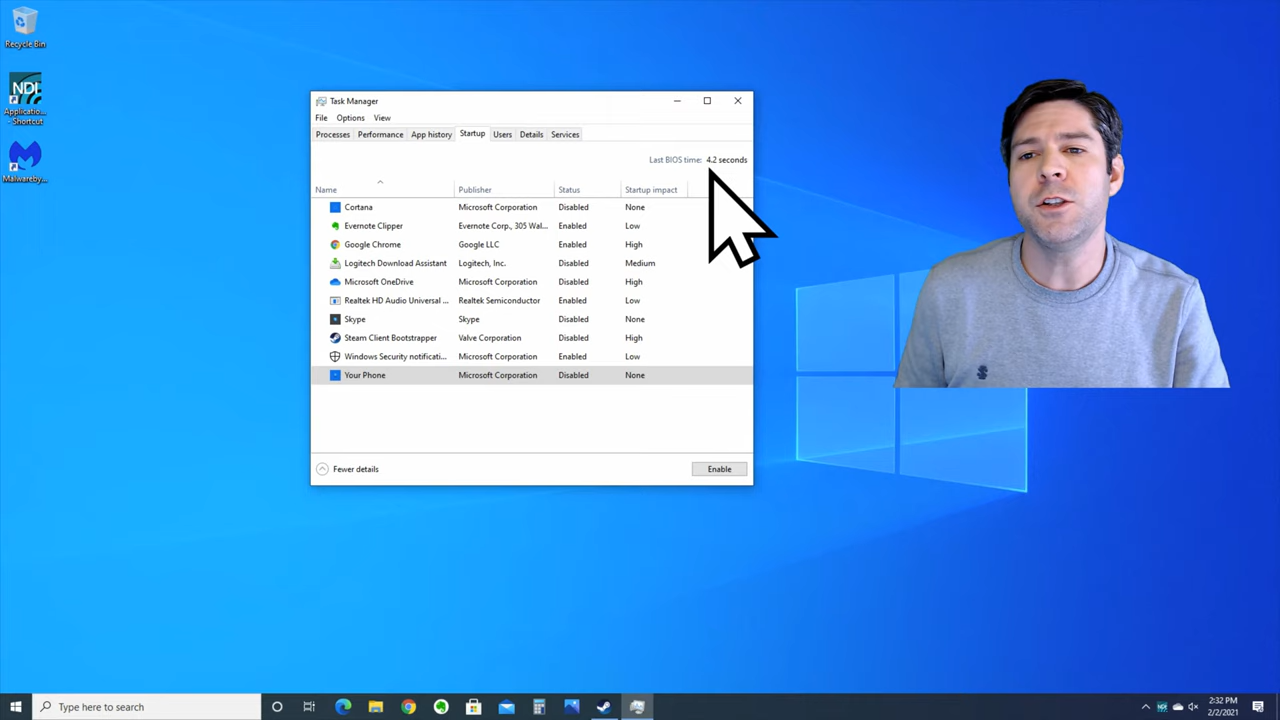 Recycle Bin
NDI
Applicatio...
- Shortcut
Malwareby...
Task Manager
File Options View
Processes Performance App history Startup Users Details Services
Last BIOS time: 4.2 seconds
Name Publisher Status Startup impact
Cortana Microsoft Corporation Disabled None
Evernote Clipper Evernote Corp., 305 Wal... Enabled Low
Google Chrome Google LLC Enabled High
Logitech Download Assistant Logitech, Inc. Disabled Medium
Microsoft OneDrive Microsoft Corporation Disabled High
Realtek HD Audio Universal ... Realtek Semiconductor Enabled Low
Skype Skype Disabled None
Steam Client Bootstrapper Valve Corporation Disabled High
Windows Security notificati... Microsoft Corporation Enabled Low
Your Phone Microsoft Corporation Disabled None
Fewer details Enable
Type here to search
NDI
2:32 PM
2/2/2021